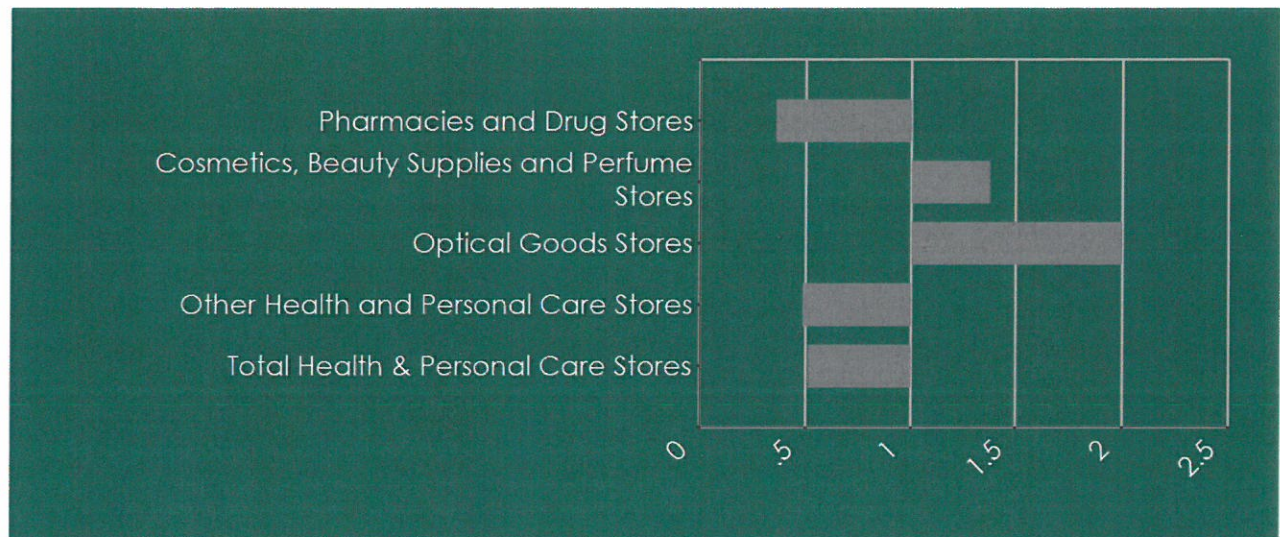 Pharmacies and Drug Stores
Cosmetics, Beauty Supplies and Perfume
Stores
Optical Goods Stores
Other Health and Personal Care Stores
Total Health & Personal Care Stores
0
.5
1
1.5
2
2.5